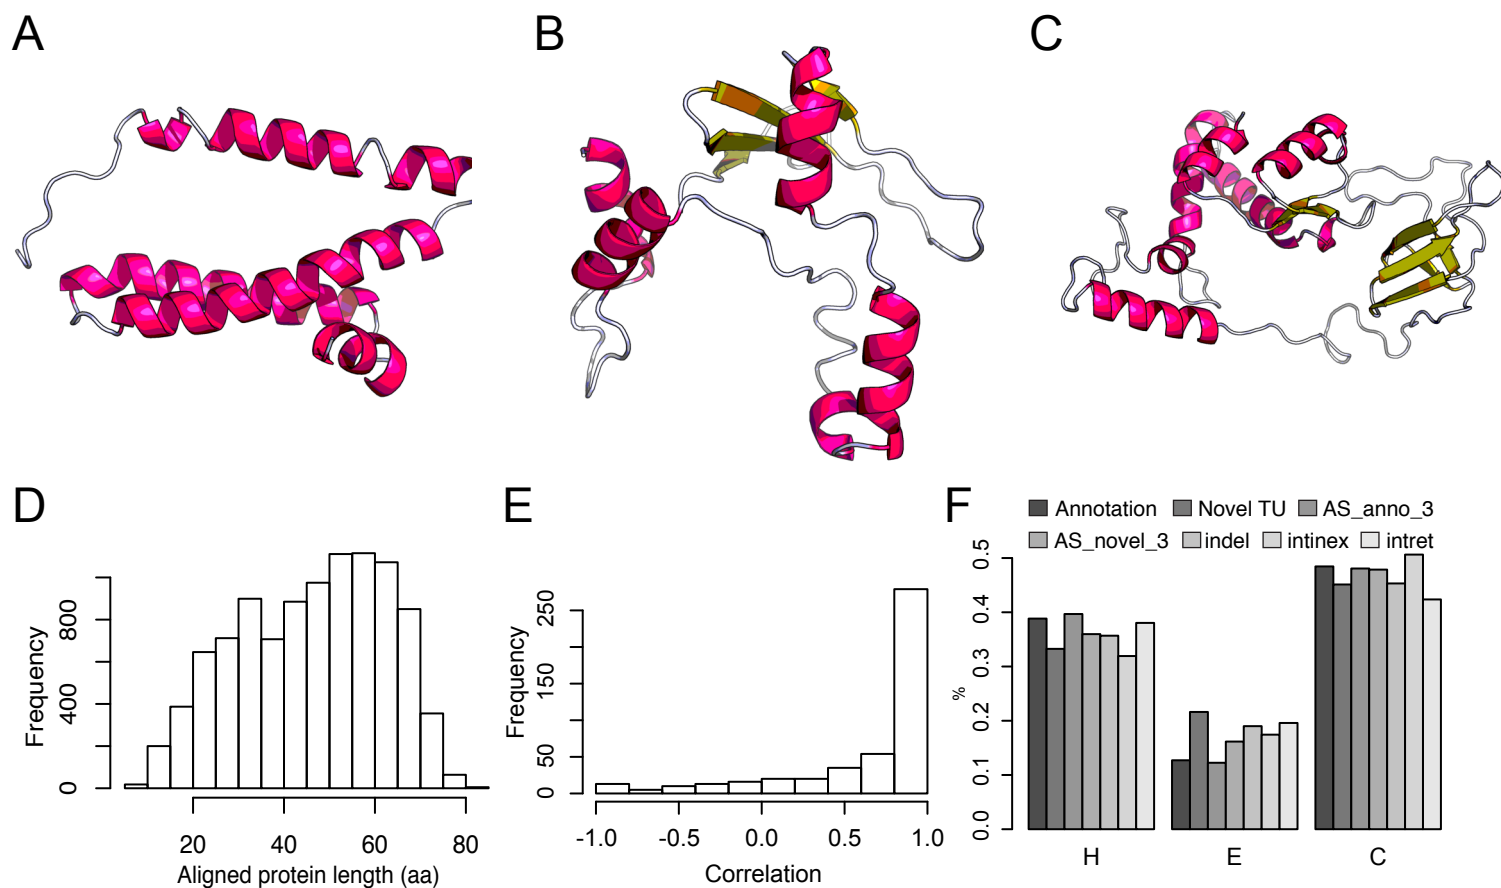 A
B
C
D
Frequency
0
400
800
20
40
60
80
Aligned protein length (aa)
E
Frequency
0
50
150
250
-1.0
-0.5
0.0
0.5
1.0
Correlation
F
Annotation
Novel TU
AS_anno_3
AS_novel_3
indel
intinex
intret
%
0.0
0.1
0.2
0.3
0.4
0.5
H
E
C